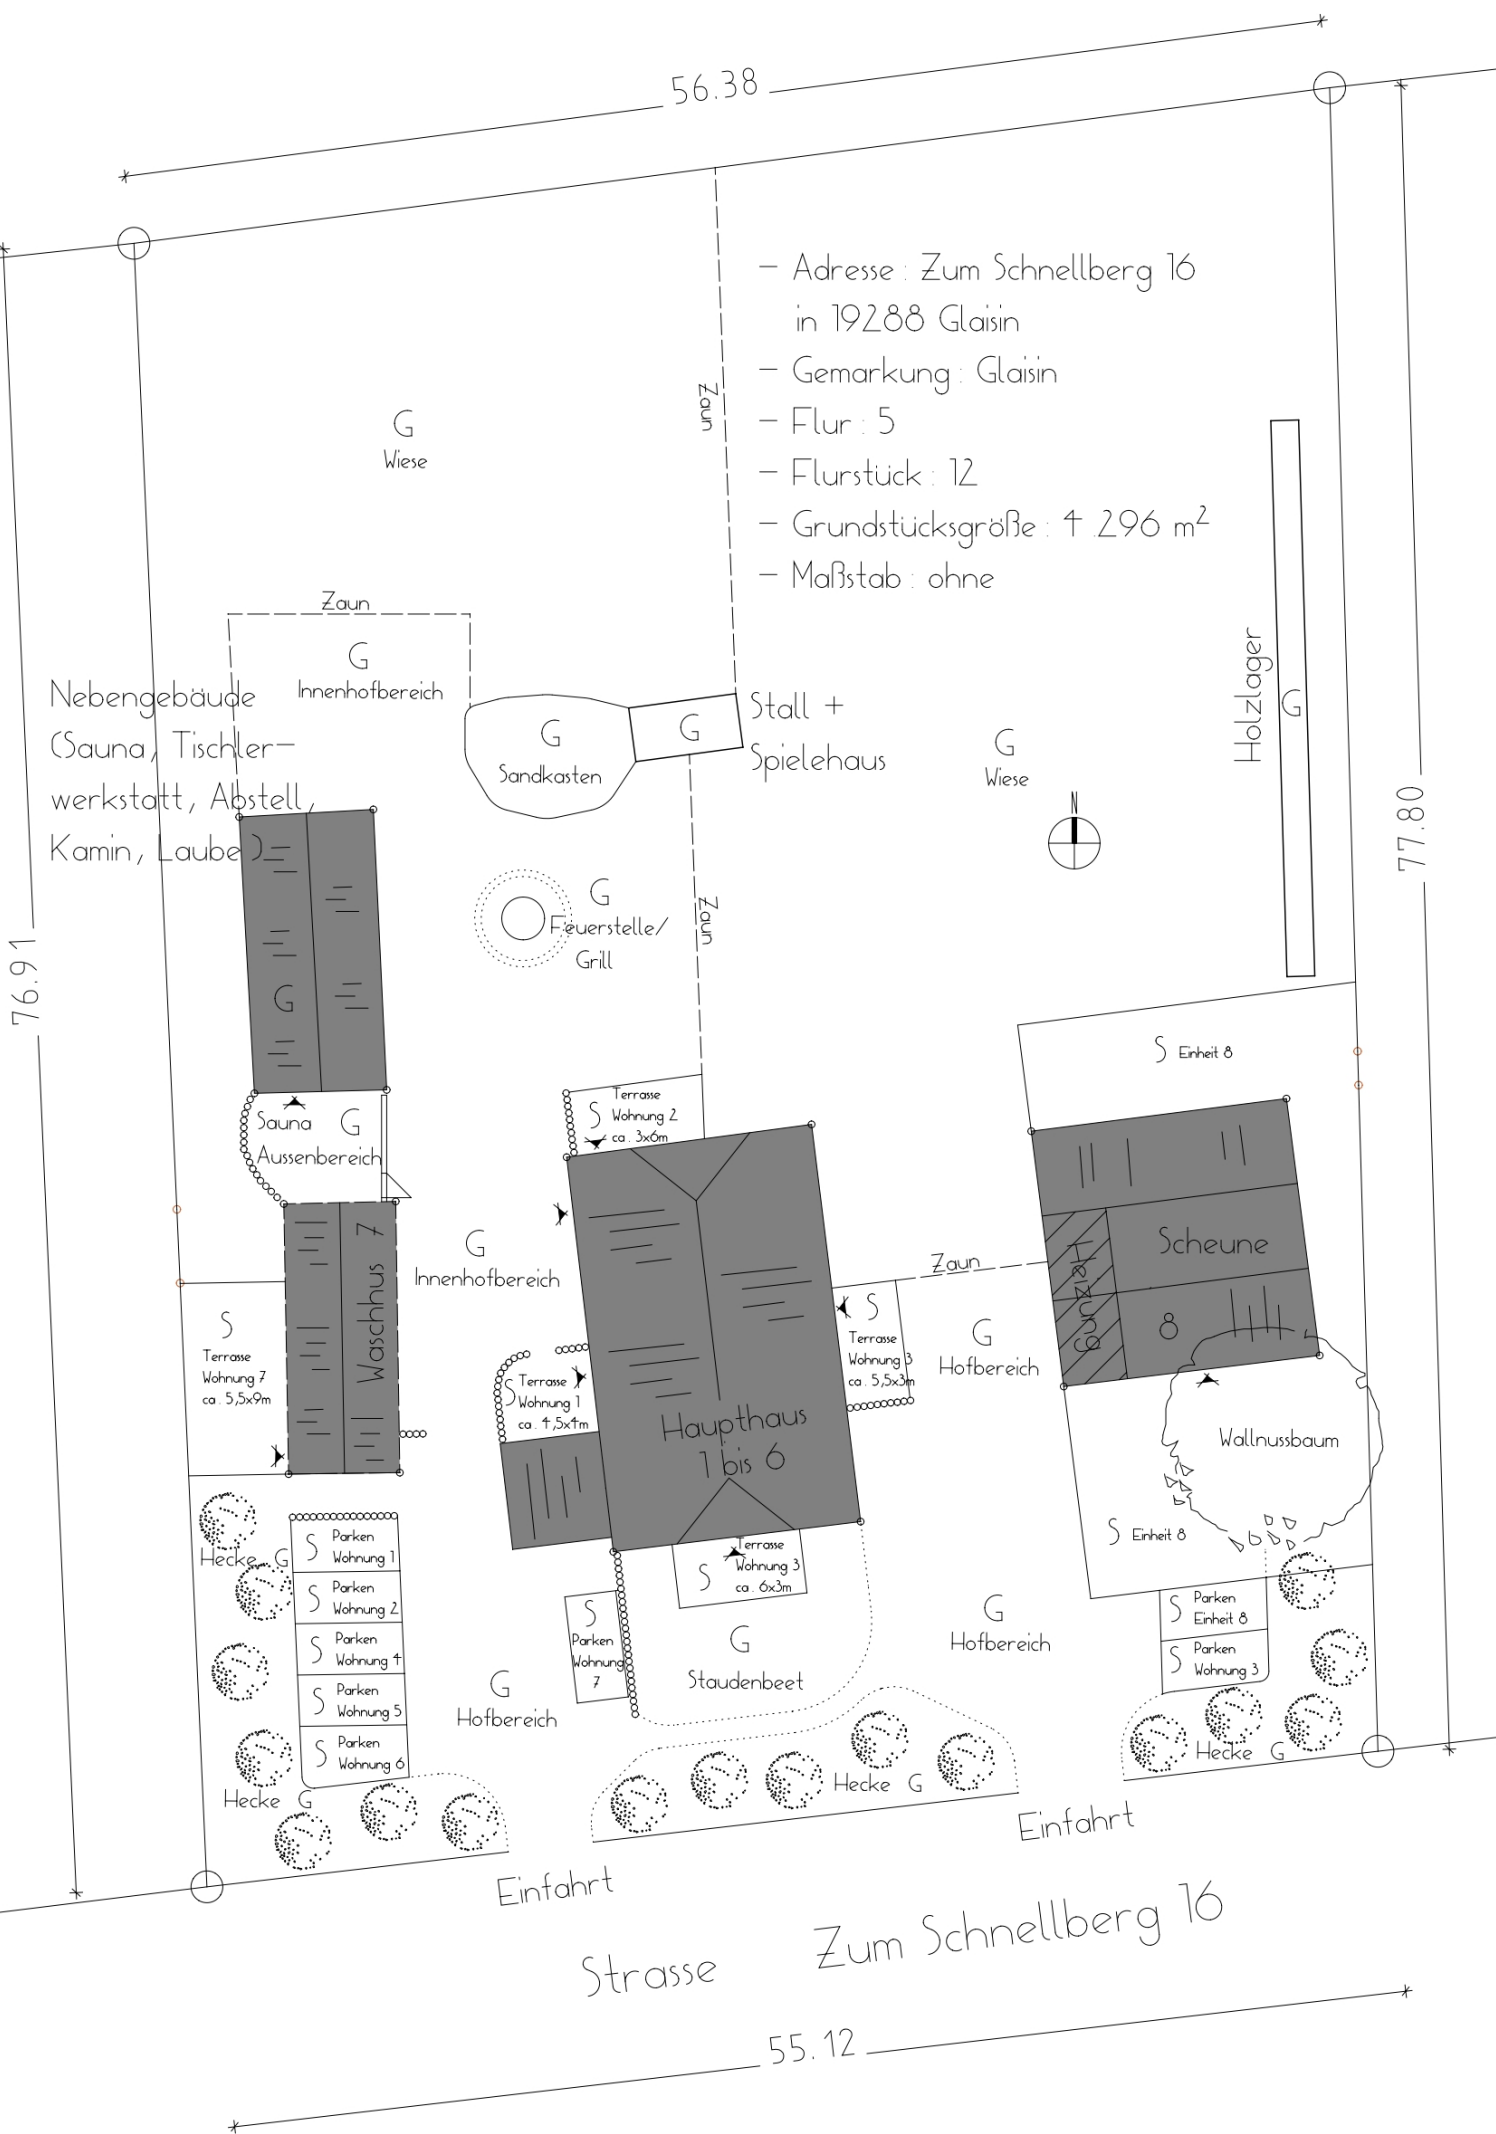 56.38
– Adresse : Zum Schnellberg 16
in 19288 Glaisin
– Gemarkung : Glaisin
– Flur : 5
– Flurstück : 12
– Grundstücksgröße : 4.296 m²
– Maßstab : ohne
Zaun
G
Wiese
Zaun
G
Innenhofbereich
Nebengebäude
(Sauna, Tischler–
werkstatt, Abstell,
Kamin, Laube )
G
Sandkasten
G
Stall +
Spielehaus
G
Wiese
Holzlager
G
N
77.80
76.91
G
Feuerstelle/
Grill
Zaun
G
Sauna
G
Aussenbereich
S
Terrasse
Wohnung 2
ca. 3x6m
S Einheit 8
G
Innenhofbereich
Waschhus 7
S
Terrasse
Wohnung 7
ca. 5,5x9m
S
Terrasse
Wohnung 1
ca. 4,5x4m
Haupthaus
1 bis 6
S
Terrasse
Wohnung 3
ca. 5,5x3m
Zaun
G
Hofbereich
Scheune
Heizung
8
Wallnussbaum
S Einheit 8
Hecke G
S Parken
Wohnung 1
S Parken
Wohnung 2
S Parken
Wohnung 4
S Parken
Wohnung 5
S Parken
Wohnung 6
S
Parken
Wohnung
7
S
Terrasse
Wohnung 3
ca. 6x3m
G
Staudenbeet
G
Hofbereich
G
Hofbereich
S Parken
Einheit 8
S Parken
Wohnung 3
Hecke G
Hecke G
Hecke G
Einfahrt
Einfahrt
Strasse Zum Schnellberg 16
55.12